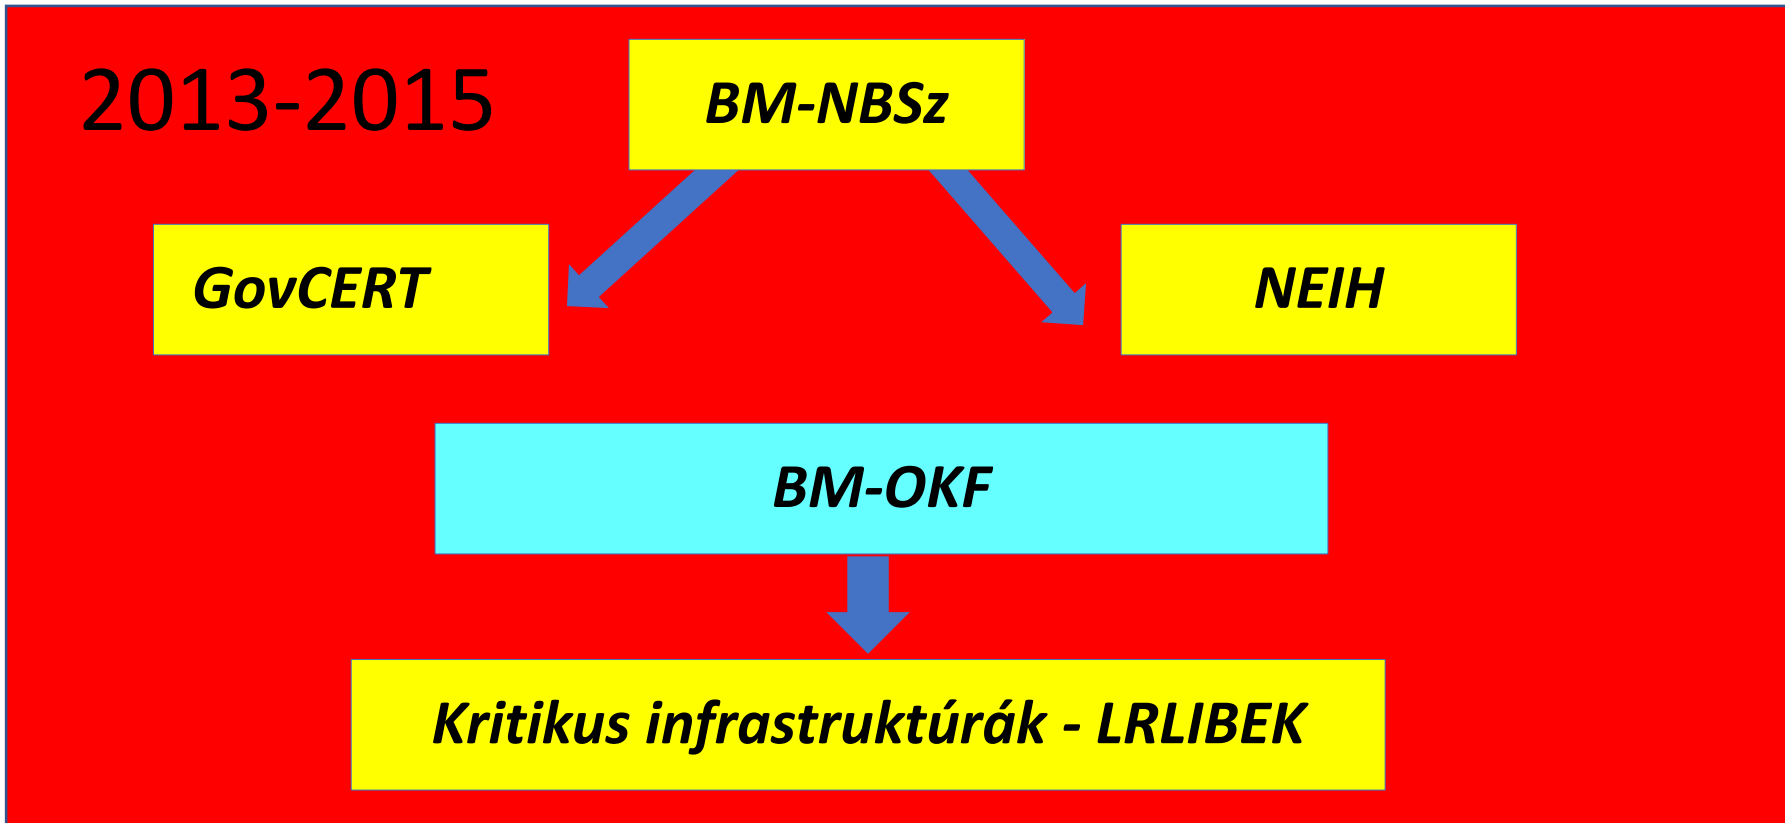 2013-2015
BM-NBSz
GovCERT
NEIH
BM-OKF
Kritikus infrastruktúrák - LRLIBEK